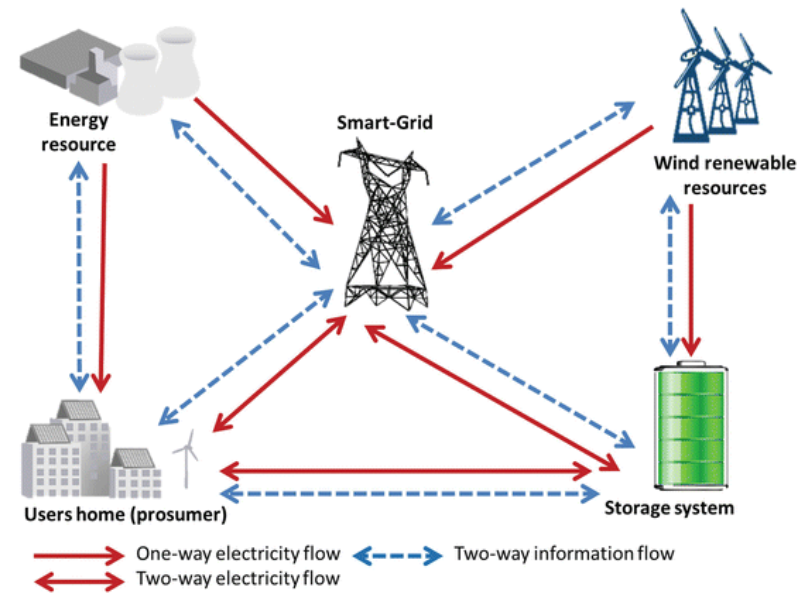 Smart-Grid
Energy
resource
Wind renewable
resources
Users home (prosumer)
Storage system
One-way electricity flow
Two-way information flow
Two-way electricity flow